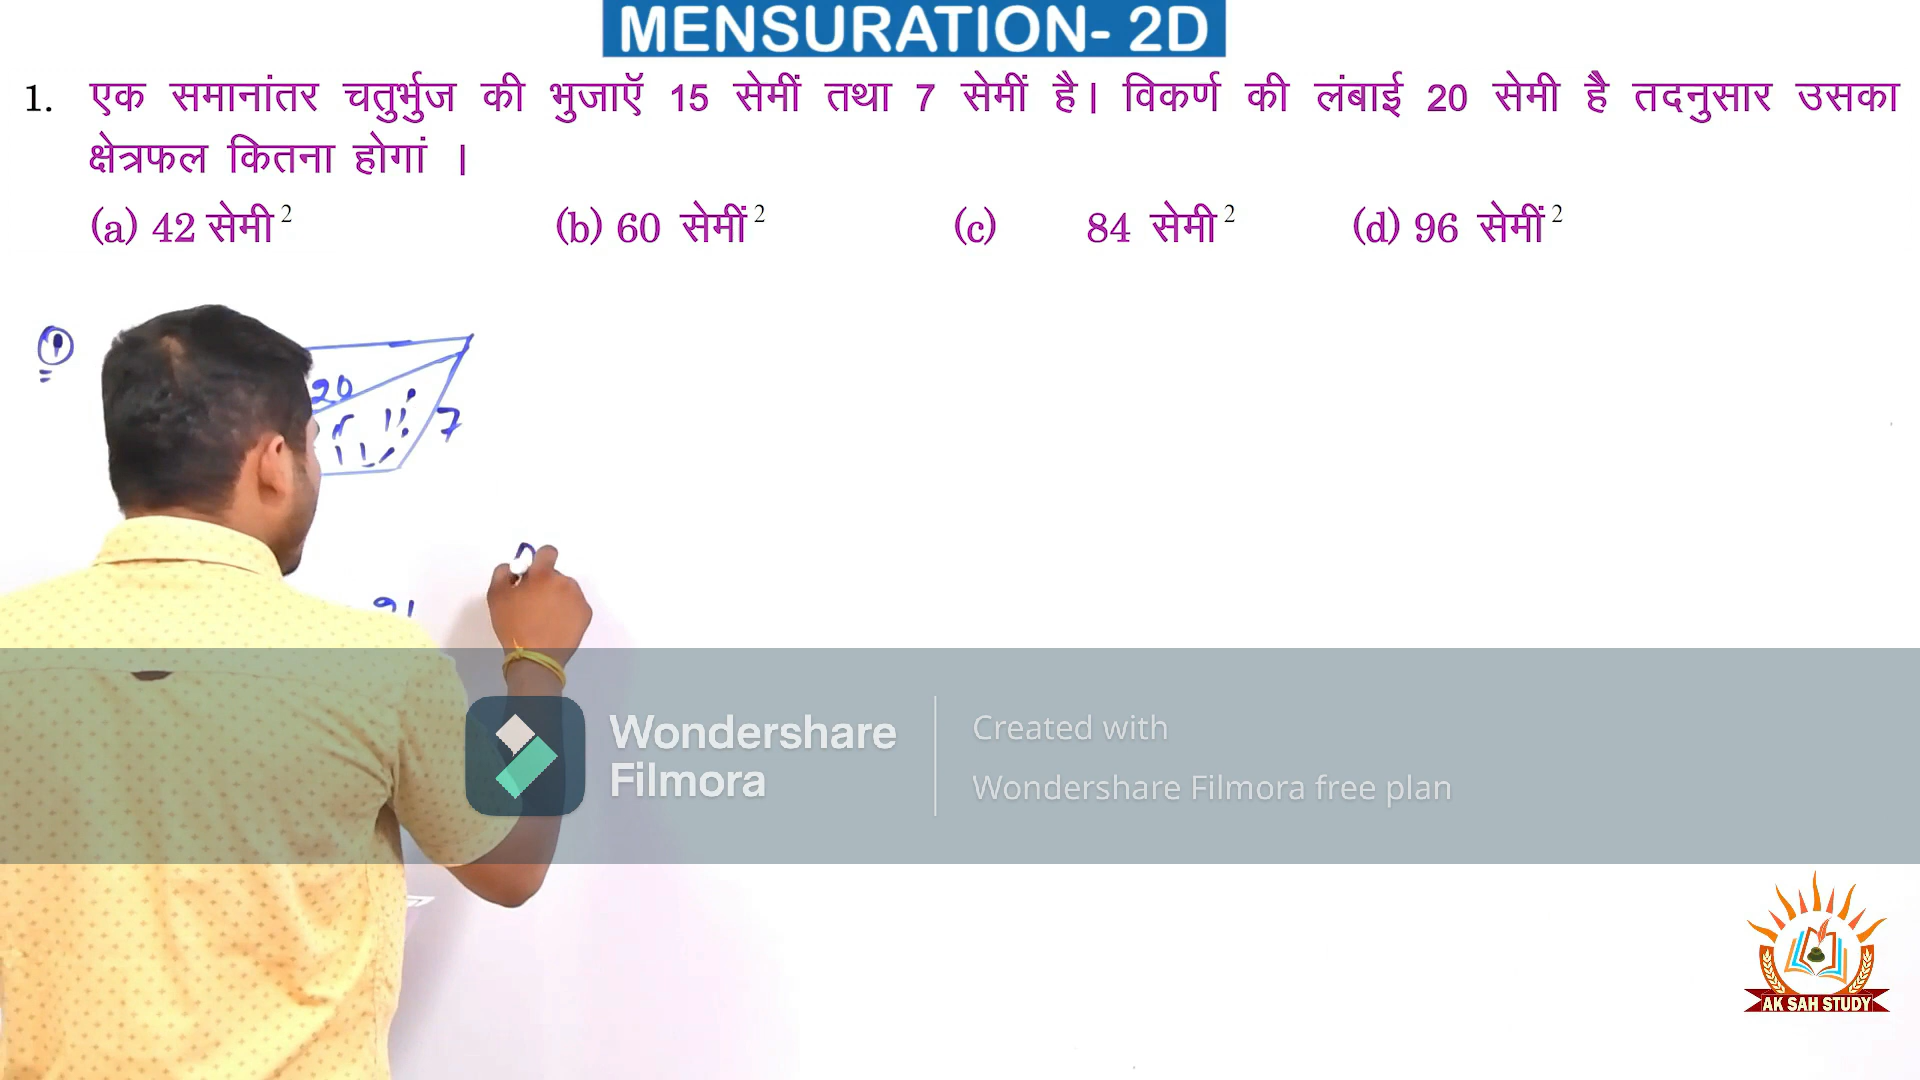 MENSURATION- 2D
1. एक समानांतर चतुर्भुज की भुजाएॅ 15 सेमीं तथा 7 सेमीं है। विकर्ण की लंबाई 20 सेमी है तदनुसार उसका
क्षेत्रफल कितना होगां ।
(a) 42 सेमी² (b) 60 सेमीं² (c) 84 सेमी² (d) 96 सेमीं²
20
7
Wondershare
Filmora
Created with
Wondershare Filmora free plan
AK SAH STUDY